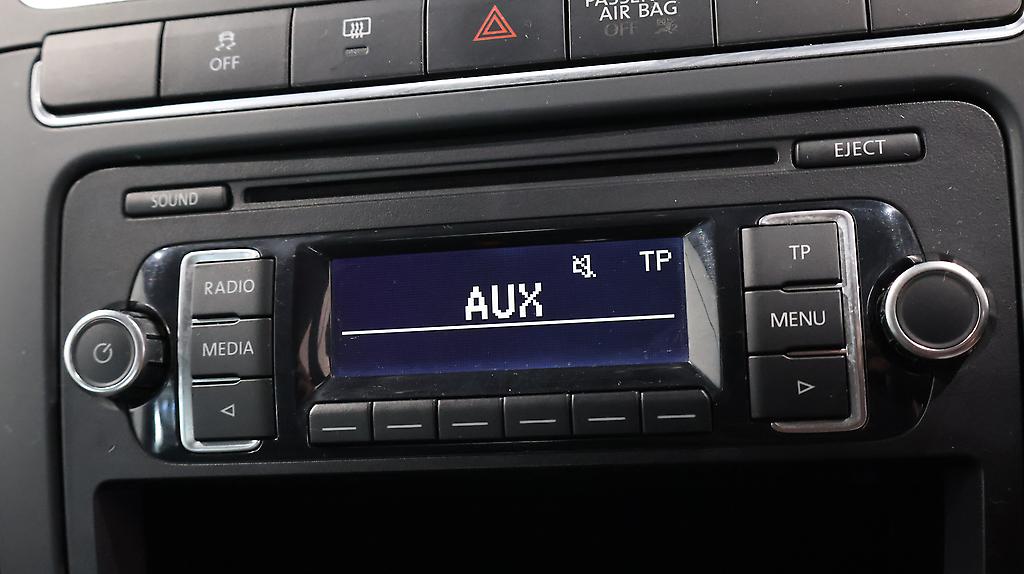 OFF
PASSENGER
AIR BAG
OFF
EJECT
SOUND
RADIO
MEDIA
TP
AUX
TP
MENU